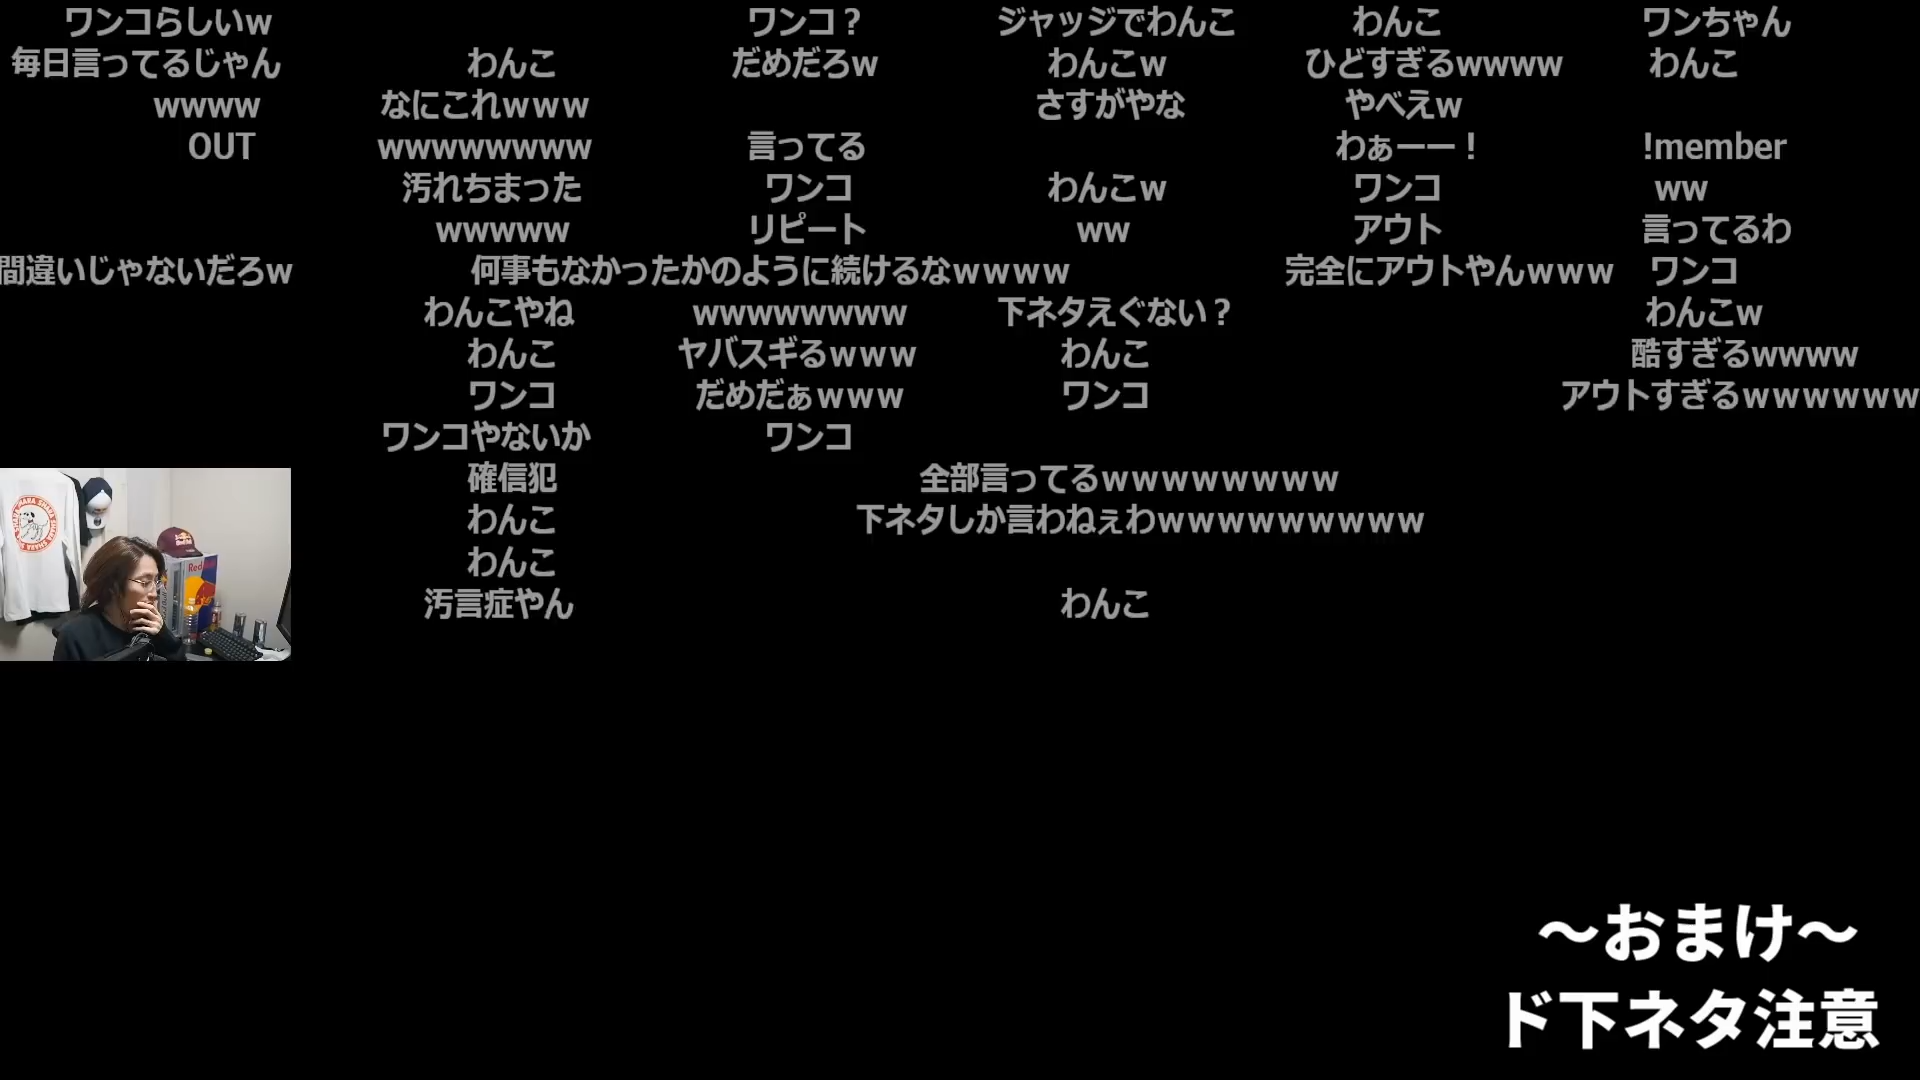 ワンコらしいw ワンコ？ ジャッジでわんこ わんこ ワンちゃん
毎日言ってるじゃん わんこ だめだろw わんこw ひどすぎるwwww わんこ
wwww なにこれｗｗｗ さすがやな やべえw
OUT wwwwwwww 言ってる わぁーー！ !member
汚れちまった ワンコ わんこw ワンコ ww
wwwww リピート ww アウト 言ってるわ
間違いじゃないだろw 何事もなかったかのように続けるなｗｗｗｗ 完全にアウトやんｗｗｗ ワンコ
わんこやね wwwwwwww 下ネタえぐない？ わんこw
わんこ ヤバスギるｗｗｗ わんこ 酷すぎるwwww
ワンコ だめだぁｗｗｗ ワンコ アウトすぎるｗｗｗｗｗｗ
ワンコやないか ワンコ
確信犯 全部言ってるｗｗｗｗｗｗｗｗ
わんこ 下ネタしか言わねぇわｗｗｗｗｗｗｗｗｗ
わんこ
汚言症やん わんこ
～おまけ～
ド下ネタ注意